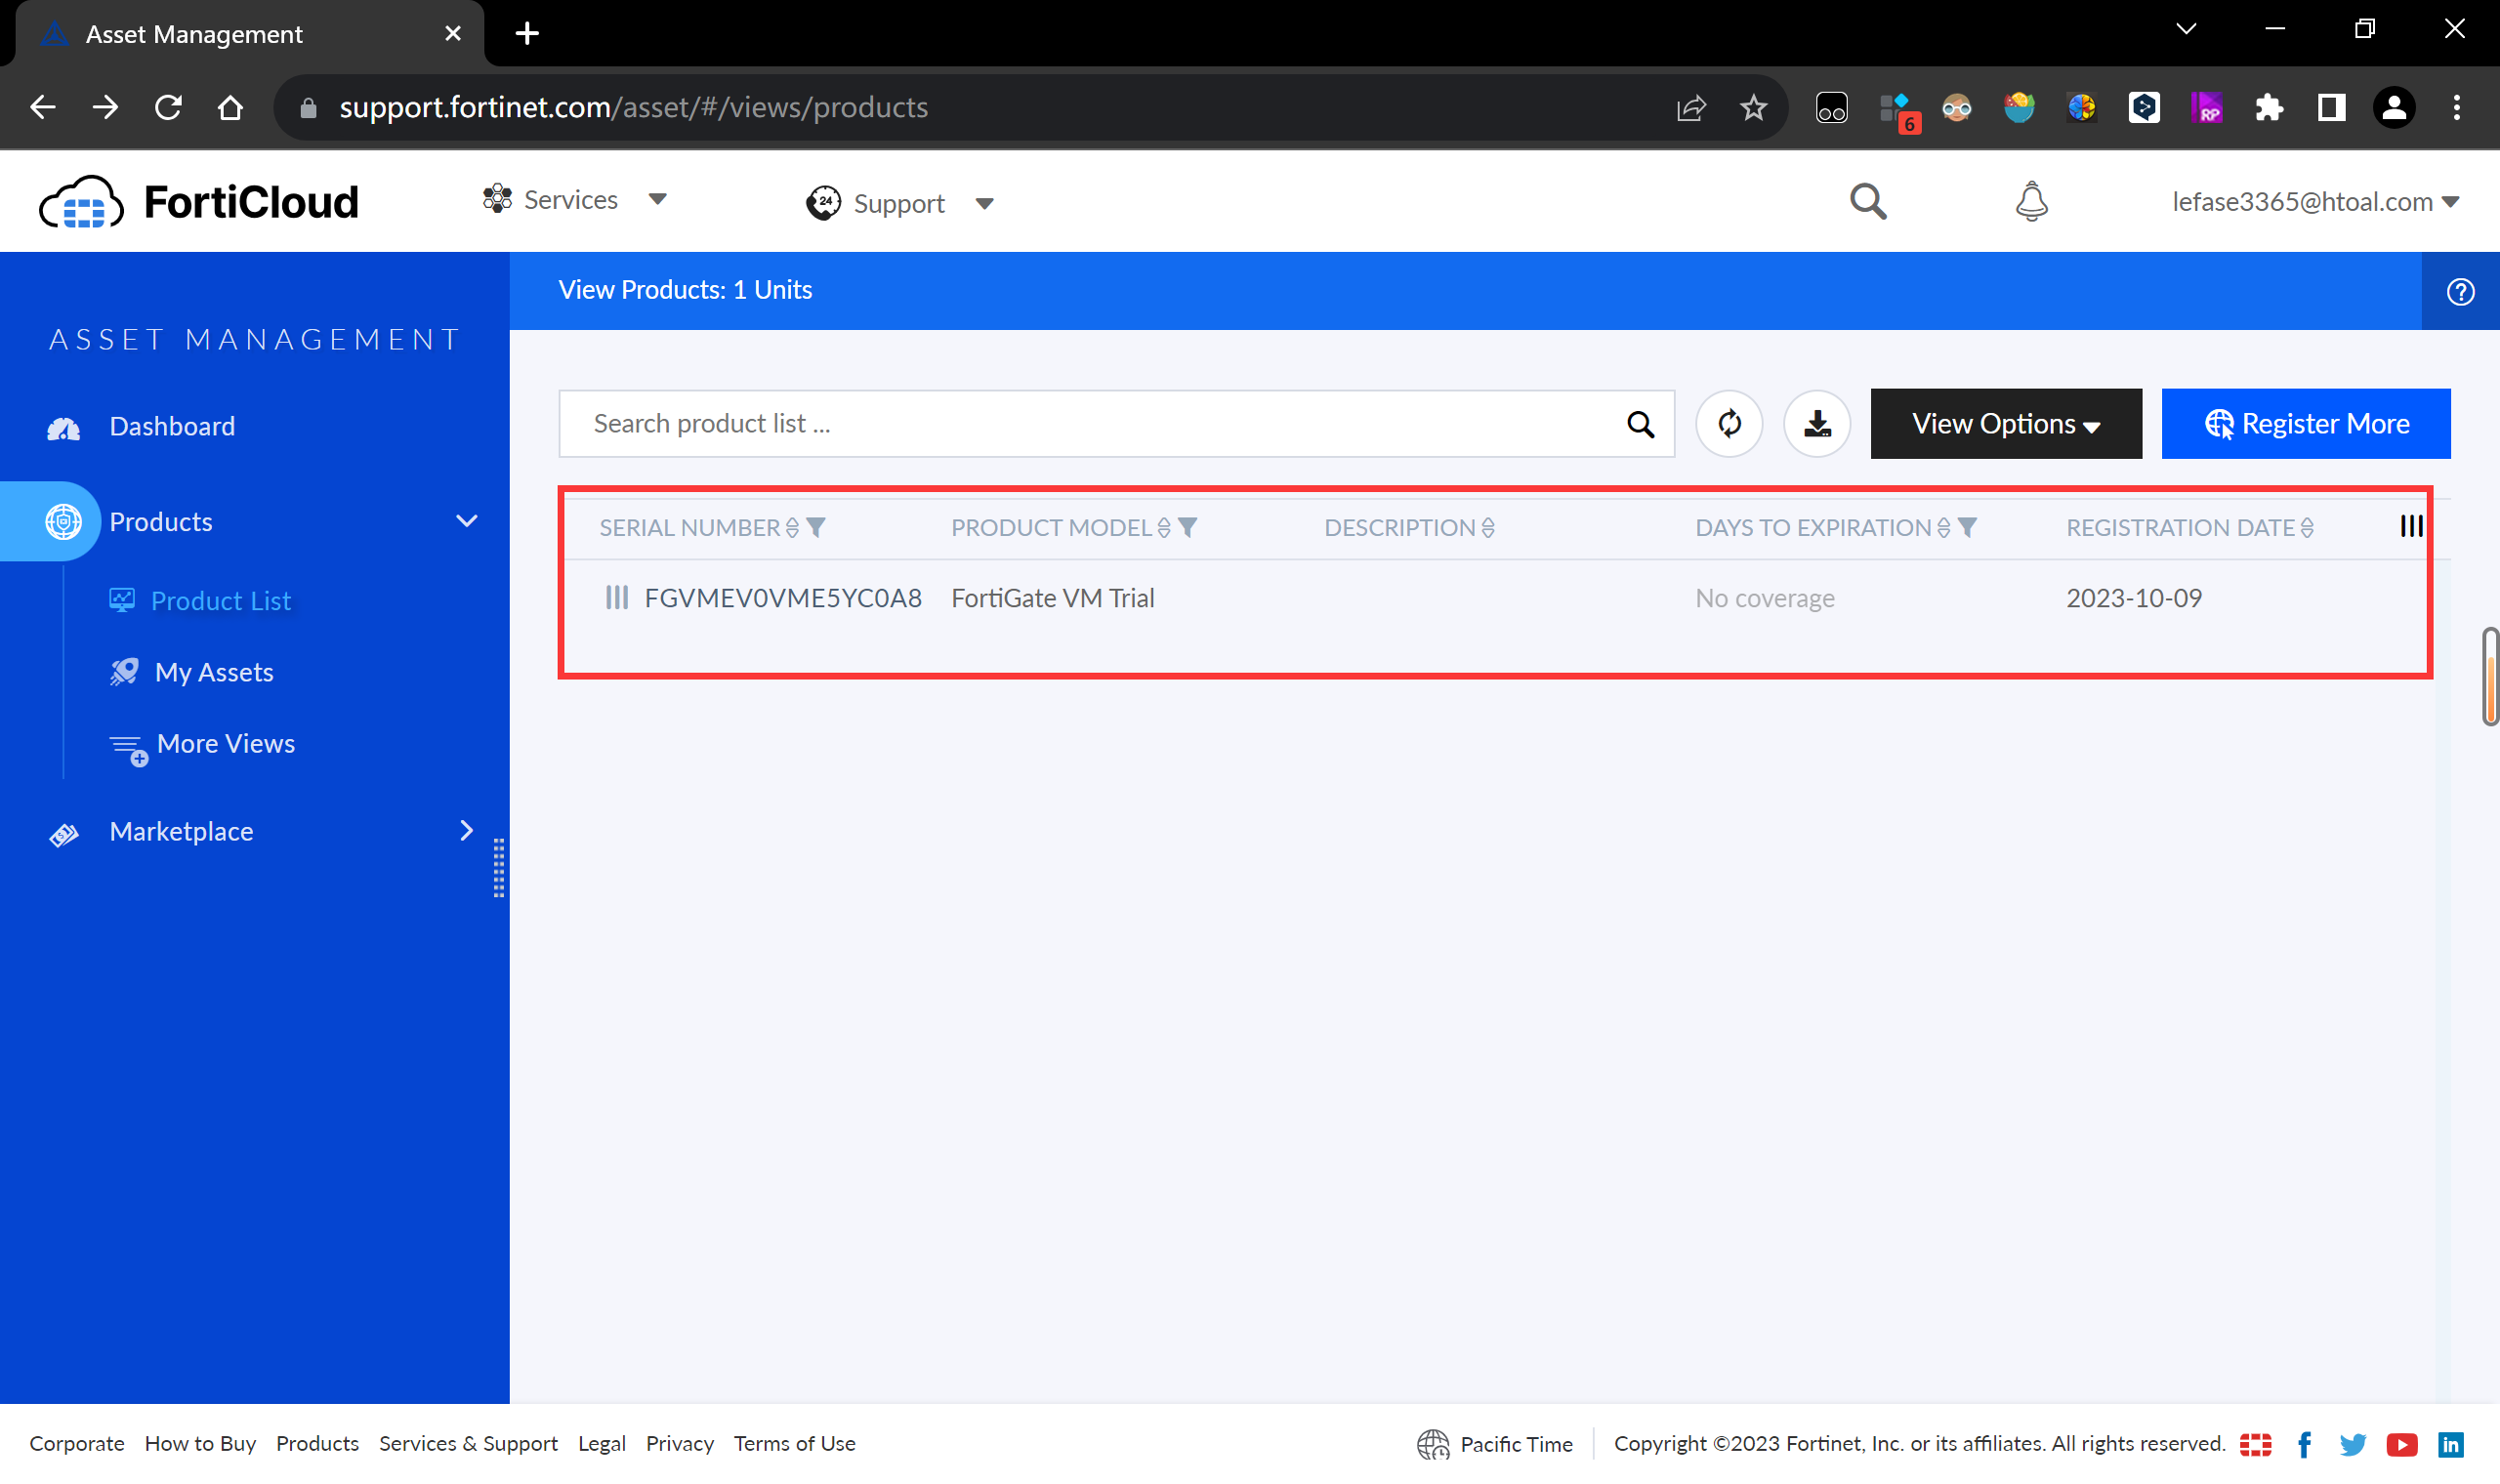 Asset Management
support.fortinet.com/asset/#/views/products
6
RP
FortiCloud
Services
24
Support
lefase3365@htoal.com
View Products: 1 Units
ASSET MANAGEMENT
Dashboard
Products
Product List
My Assets
More Views
Marketplace
Search product list ...
View Options
Register More
SERIAL NUMBER PRODUCT MODEL DESCRIPTION DAYS TO EXPIRATION REGISTRATION DATE
FGVMEV0VME5YC0A8 FortiGate VM Trial No coverage 2023-10-09
Corporate How to Buy Products Services & Support Legal Privacy Terms of Use Pacific Time Copyright ©2023 Fortinet, Inc. or its affiliates. All rights reserved.